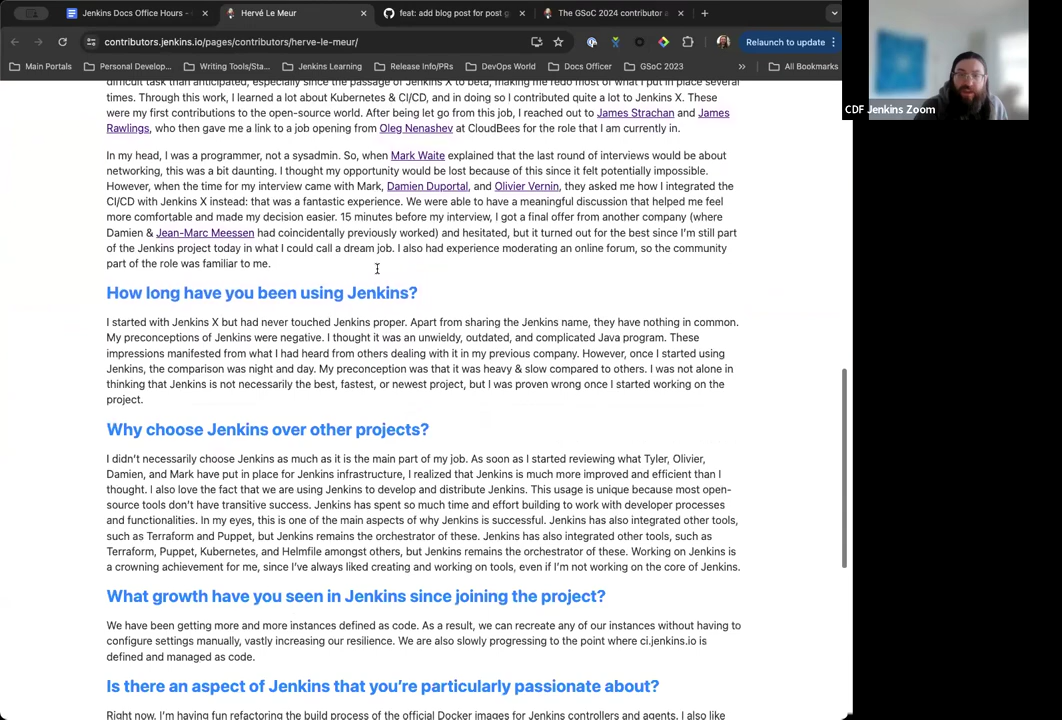 Jenkins Docs Office Hours -
Hervé Le Meur
feat: add blog post for post g
The GSoC 2024 contributor a
contributors.jenkins.io/pages/contributors/herve-le-meur/
Relaunch to update
Main Portals
Personal Develop...
Writing Tools/Sta...
Jenkins Learning
Release Info/PRs
DevOps World
Docs Officer
GSoC 2023
All Bookmarks
CDF Jenkins Zoom
difficult task than anticipated, especially since the passage of Jenkins X to beta, making me redo most of what I put in place several
times. Through this work, I learned a lot about Kubernetes & CI/CD, and in doing so I contributed quite a lot to Jenkins X. These
were my first contributions to the open-source world. After being let go from this job, I reached out to James Strachan and James
Rawlings, who then gave me a link to a job opening from Oleg Nenashev at CloudBees for the role that I am currently in.
In my head, I was a programmer, not a sysadmin. So, when Mark Waite explained that the last round of interviews would be about
networking, this was a bit daunting. I thought my opportunity would be lost because of this since it felt potentially impossible.
However, when the time for my interview came with Mark, Damien Duportal, and Olivier Vernin, they asked me how I integrated the
CI/CD with Jenkins X instead: that was a fantastic experience. We were able to have a meaningful discussion that helped me feel
more comfortable and made my decision easier. 15 minutes before my interview, I got a final offer from another company (where
Damien & Jean-Marc Meessen had coincidentally previously worked) and hesitated, but it turned out for the best since I'm still part
of the Jenkins project today in what I could call a dream job. I also had experience moderating an online forum, so the community
part of the role was familiar to me.
How long have you been using Jenkins?
I started with Jenkins X but had never touched Jenkins proper. Apart from sharing the Jenkins name, they have nothing in common.
My preconceptions of Jenkins were negative. I thought it was an unwieldy, outdated, and complicated Java program. These
impressions manifested from what I had heard from others dealing with it in my previous company. However, once I started using
Jenkins, the comparison was night and day. My preconception was that it was heavy & slow compared to others. I was not alone in
thinking that Jenkins is not necessarily the best, fastest, or newest project, but I was proven wrong once I started working on the
project.
Why choose Jenkins over other projects?
I didn't necessarily choose Jenkins as much as it is the main part of my job. As soon as I started reviewing what Tyler, Olivier,
Damien, and Mark have put in place for Jenkins infrastructure, I realized that Jenkins is much more improved and efficient than I
thought. I also love the fact that we are using Jenkins to develop and distribute Jenkins. This usage is unique because most open-
source tools don't have transitive success. Jenkins has spent so much time and effort building to work with developer processes
and functionalities. In my eyes, this is one of the main aspects of why Jenkins is successful. Jenkins has also integrated other tools,
such as Terraform and Puppet, but Jenkins remains the orchestrator of these. Jenkins has also integrated other tools, such as
Terraform, Puppet, Kubernetes, and Helmfile amongst others, but Jenkins remains the orchestrator of these. Working on Jenkins is
a crowning achievement for me, since I've always liked creating and working on tools, even if I'm not working on the core of Jenkins.
What growth have you seen in Jenkins since joining the project?
We have been getting more and more instances defined as code. As a result, we can recreate any of our instances without having to
configure settings manually, vastly increasing our resilience. We are also slowly progressing to the point where ci.jenkins.io is
defined and managed as code.
Is there an aspect of Jenkins that you're particularly passionate about?
Right now, I'm having fun refactoring the build process of the official Docker images for Jenkins controllers and agents. I also like